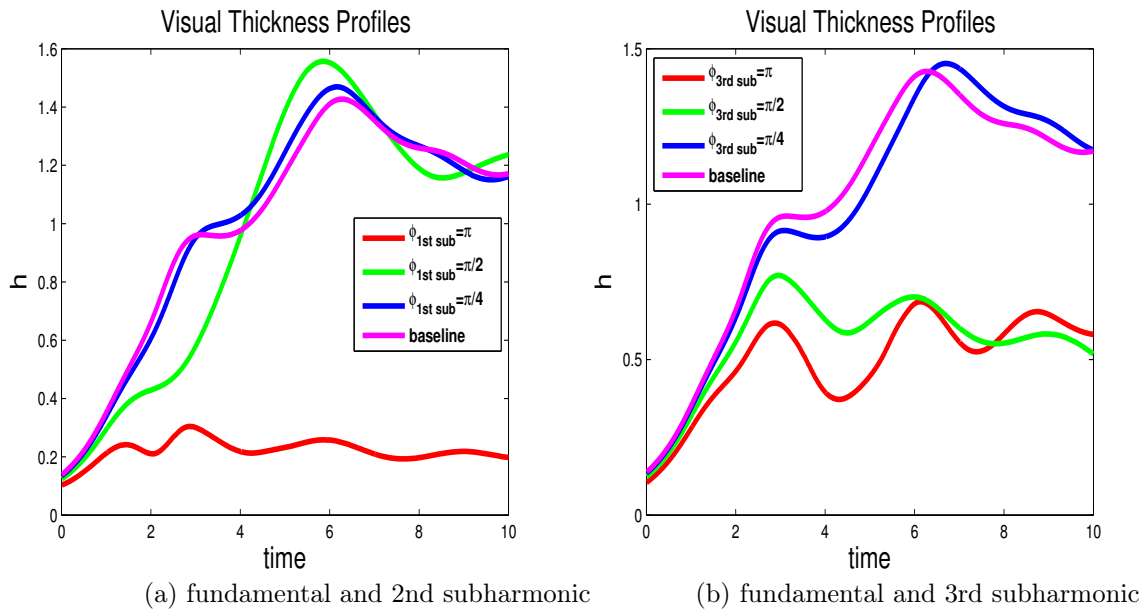 Visual Thickness Profiles
1.6
1.4
1.2
1
0.8
0.6
0.4
0.2
0
h
ϕ1st sub=π
ϕ1st sub=π/2
ϕ1st sub=π/4
baseline
0 2 4 6 8 10
time
(a) fundamental and 2nd subharmonic
Visual Thickness Profiles
1.5
1
0.5
0
h
ϕ3rd sub=π
ϕ3rd sub=π/2
ϕ3rd sub=π/4
baseline
0 2 4 6 8 10
time
(b) fundamental and 3rd subharmonic